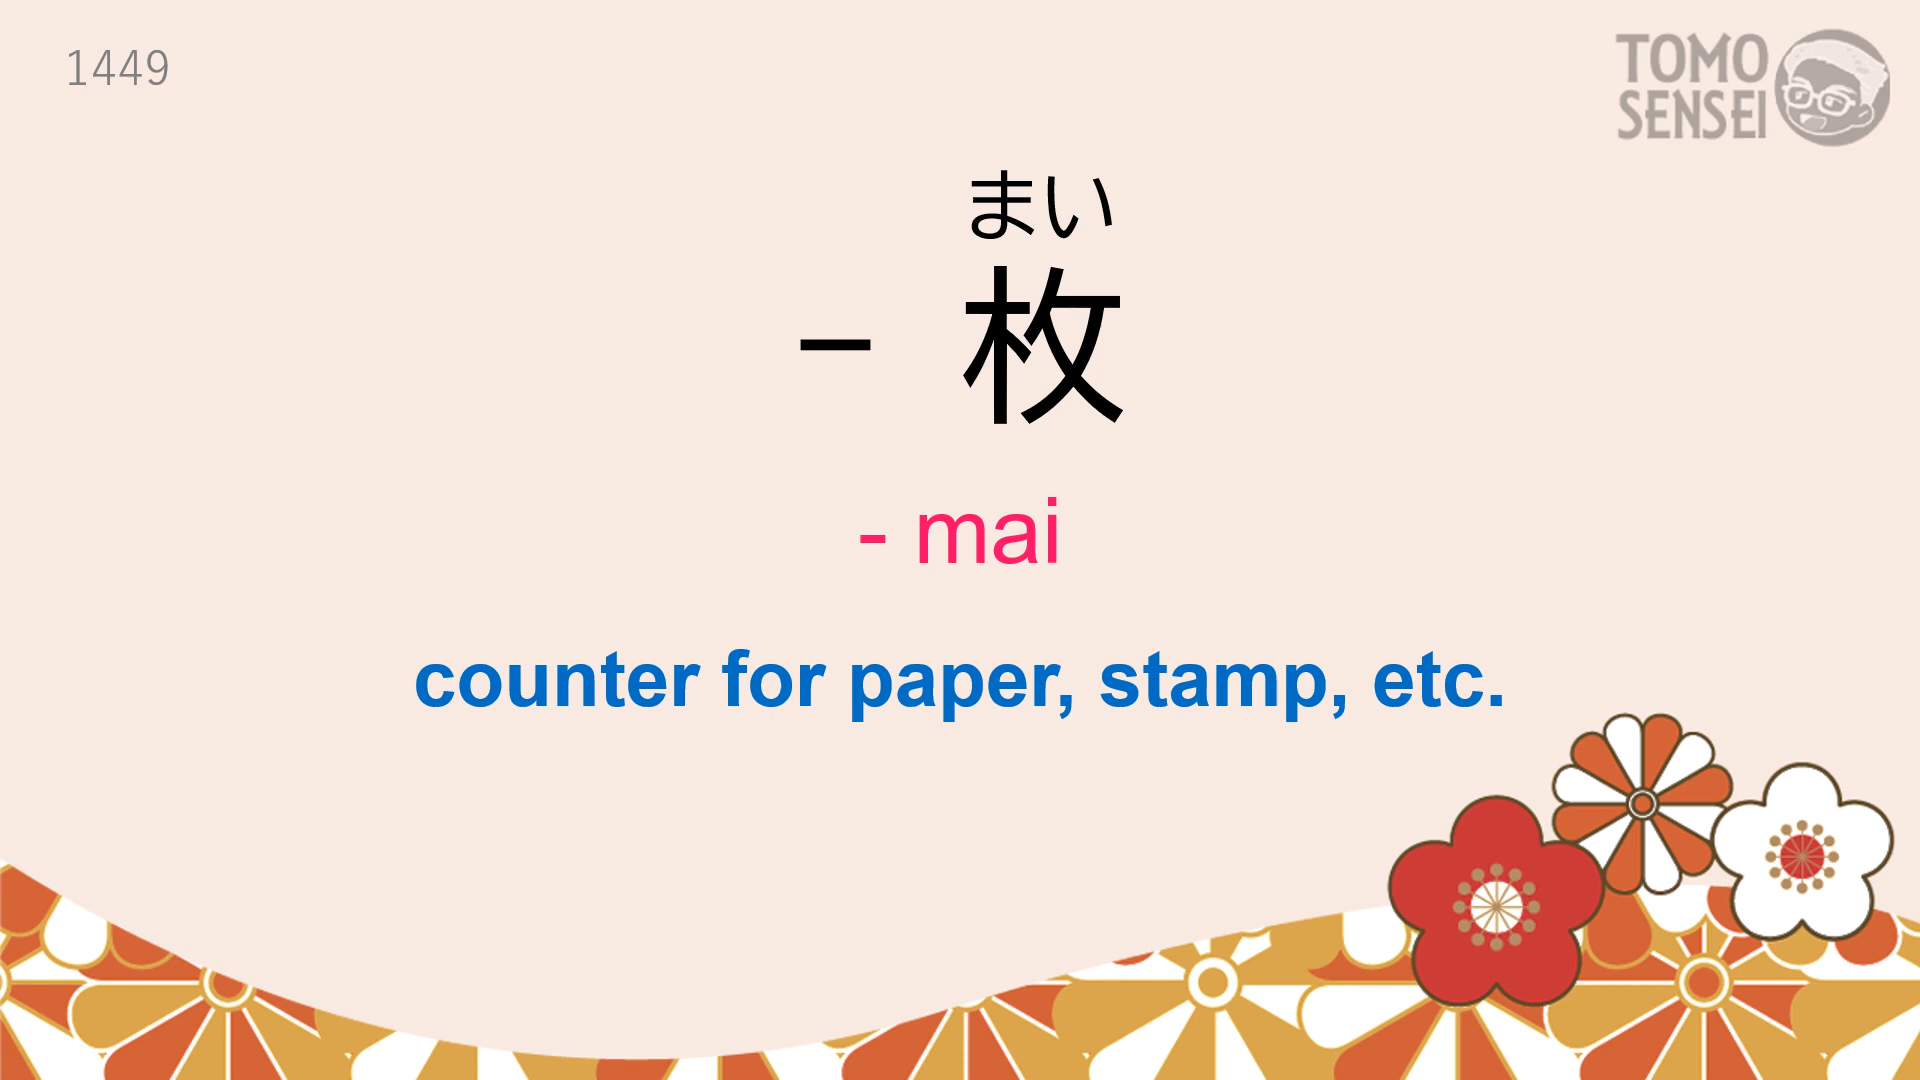 1449
TOMO
SENSEI
まい
– 枚
- mai
counter for paper, stamp, etc.